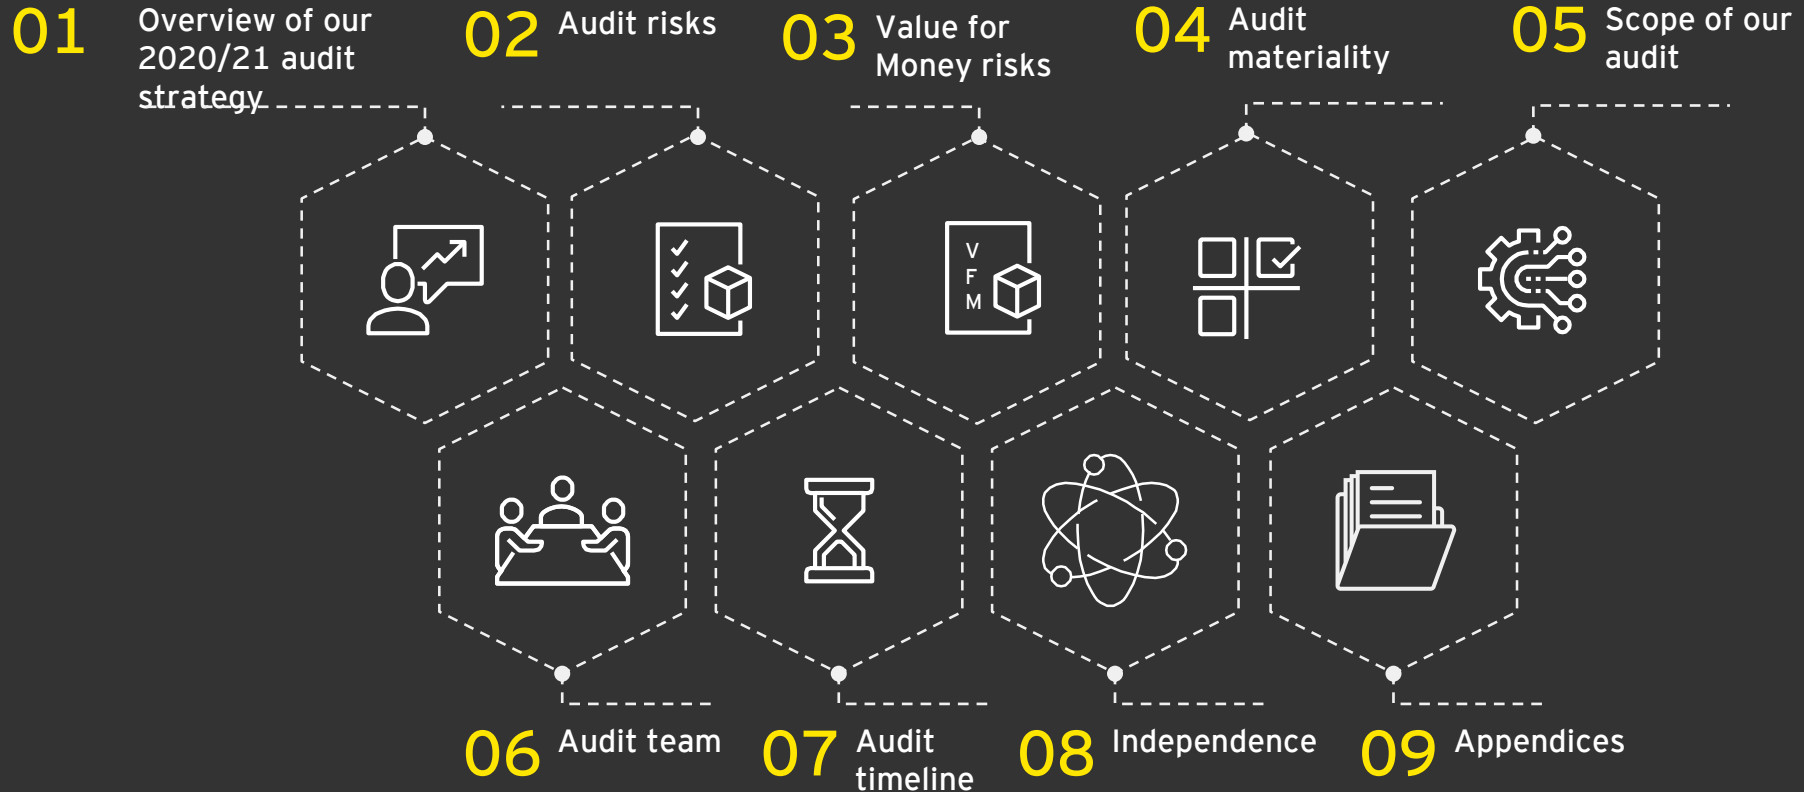 01
Overview of our
2020/21 audit
strategy
02
Audit risks
03
Value for
Money risks
04
Audit
materiality
05
Scope of our
audit
V
F
M
06
Audit team
07
Audit
timeline
08
Independence
09
Appendices